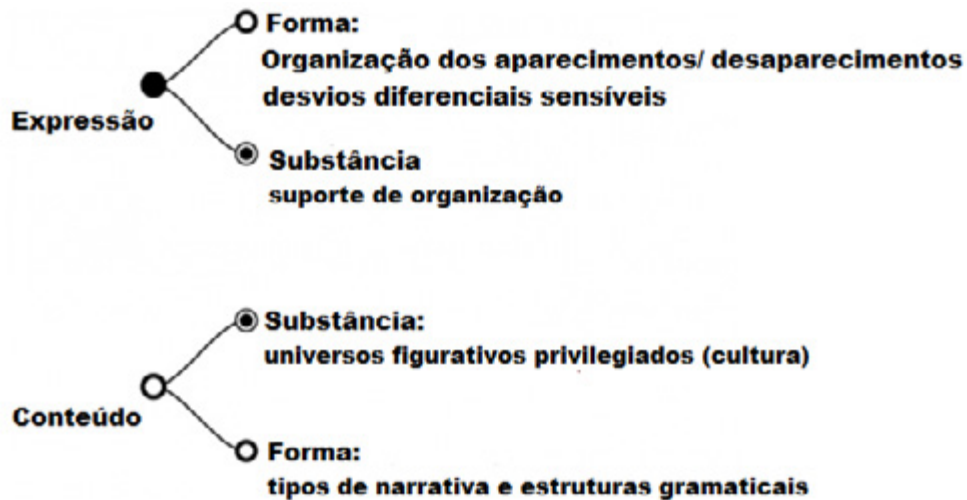 Forma:
Organização dos aparecimentos/ desaparecimentos
desvios diferenciais sensíveis
Expressão
Substância
suporte de organização
Substância:
universos figurativos privilegiados (cultura)
Conteúdo
Forma:
tipos de narrativa e estruturas gramaticais